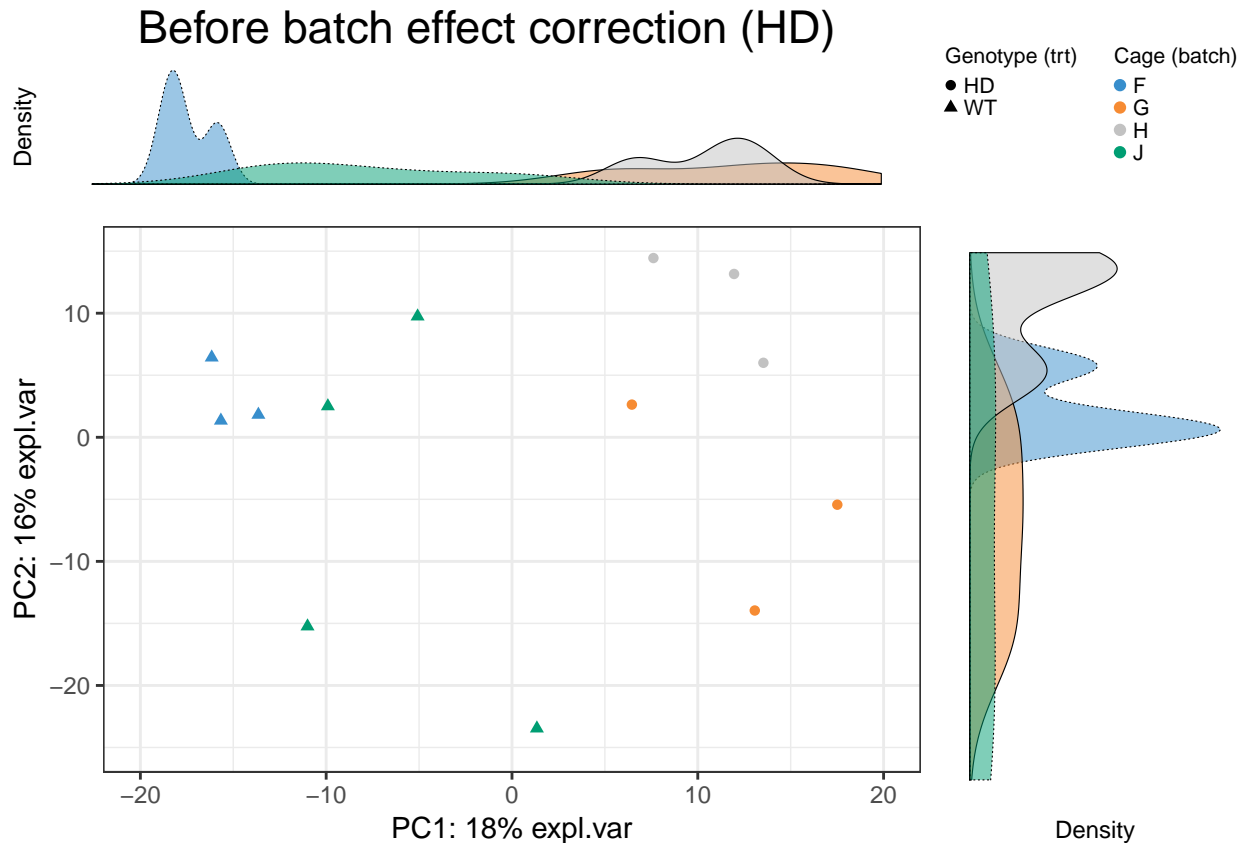 Before batch effect correction (HD)
Genotype (trt)
HD
WT
Cage (batch)
F
G
H
J
Density
10
0
−10
−20
PC2: 16% expl.var
−20
−10
0
10
20
PC1: 18% expl.var
Density